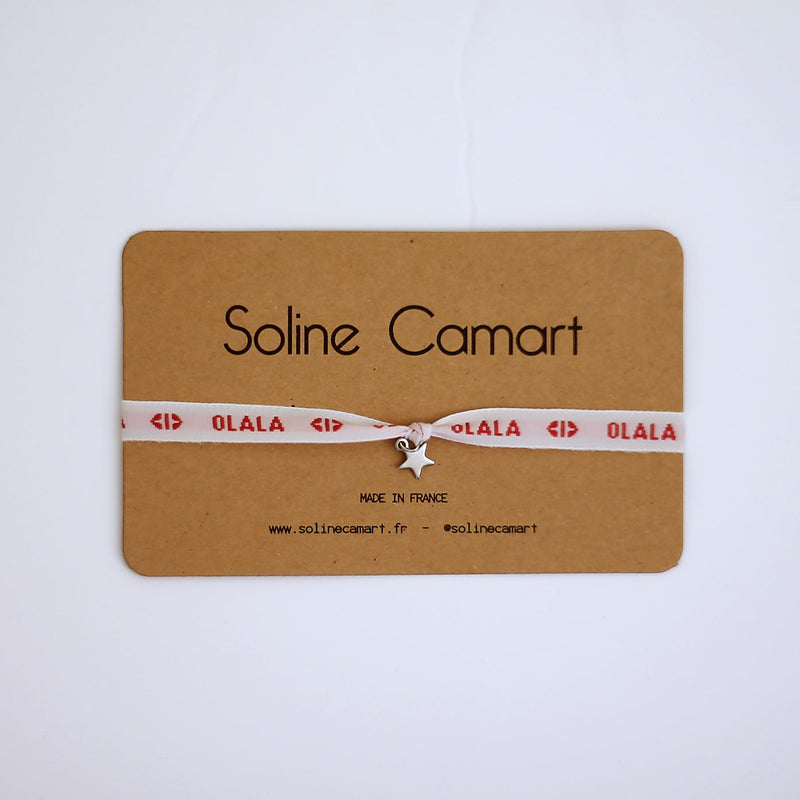 Soline Camart
OLALA OLALA OLALA
MADE IN FRANCE
www.solinecamart.fr - @solinecamart